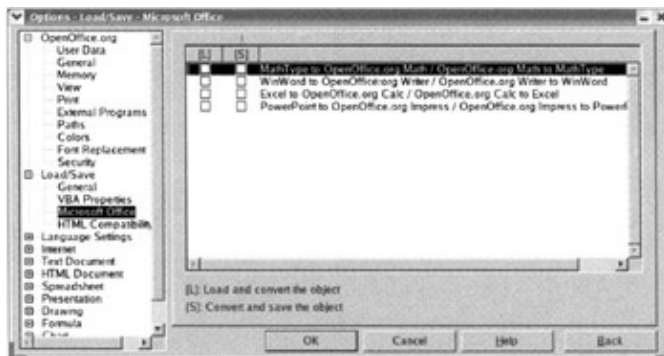 Options - Load/Save - Microsoft Office
OpenOffice.org
User Data
General
Memory
View
Print
External Programs
Paths
Colors
Font Replacement
Security
Load/Save
General
VBA Properties
Microsoft Office
HTML Compatibility
Language Settings
Internet
Text Document
HTML Document
Spreadsheet
Presentation
Drawing
Formula
Chart
[L] [S]
MathType to OpenOffice.org Math / OpenOffice.org Math to MathType
WinWord to OpenOffice.org Writer / OpenOffice.org Writer to WinWord
Excel to OpenOffice.org Calc / OpenOffice.org Calc to Excel
PowerPoint to OpenOffice.org Impress / OpenOffice.org Impress to
[L]: Load and convert the object
[S]: Convert and save the object
OK Cancel Help Back